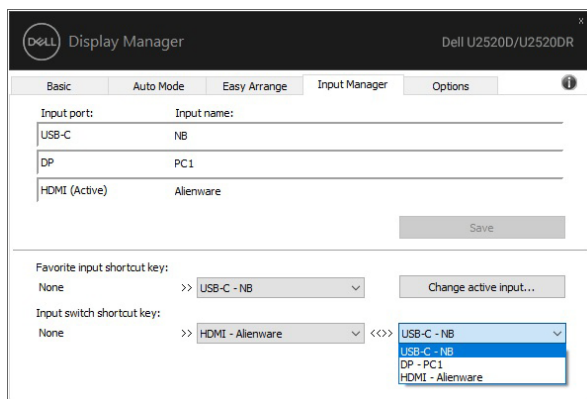 x
DELL Display Manager Dell U2520D/U2520DR
Basic Auto Mode Easy Arrange Input Manager Options i
Input port: Input name:
USB-C NB
DP PC1
HDMI (Active) Alienware
Save
Favorite input shortcut key:
None >> USB-C - NB Change active input...
Input switch shortcut key:
None >> HDMI - Alienware <<>> USB-C - NB
USB-C - NB
DP - PC1
HDMI - Alienware